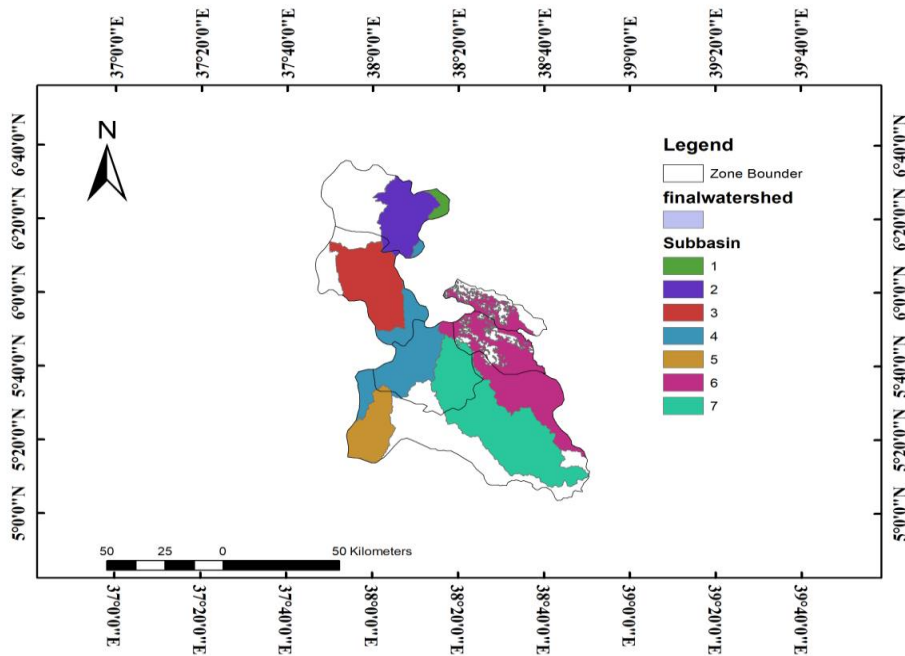 37°0'0"E 37°20'0"E 37°40'0"E 38°0'0"E 38°20'0"E 38°40'0"E 39°0'0"E 39°20'0"E 39°40'0"E
N
6°40'0"N 6°20'0"N 6°0'0"N 5°40'0"N 5°20'0"N 5°0'0"N
Legend
Zone Bounder
finalwatershed
Subbasin
1
2
3
4
5
6
7
6°40'0"N 6°20'0"N 6°0'0"N 5°40'0"N 5°20'0"N 5°0'0"N
50 25 0 50 Kilometers
37°0'0"E 37°20'0"E 37°40'0"E 38°0'0"E 38°20'0"E 38°40'0"E 39°0'0"E 39°20'0"E 39°40'0"E